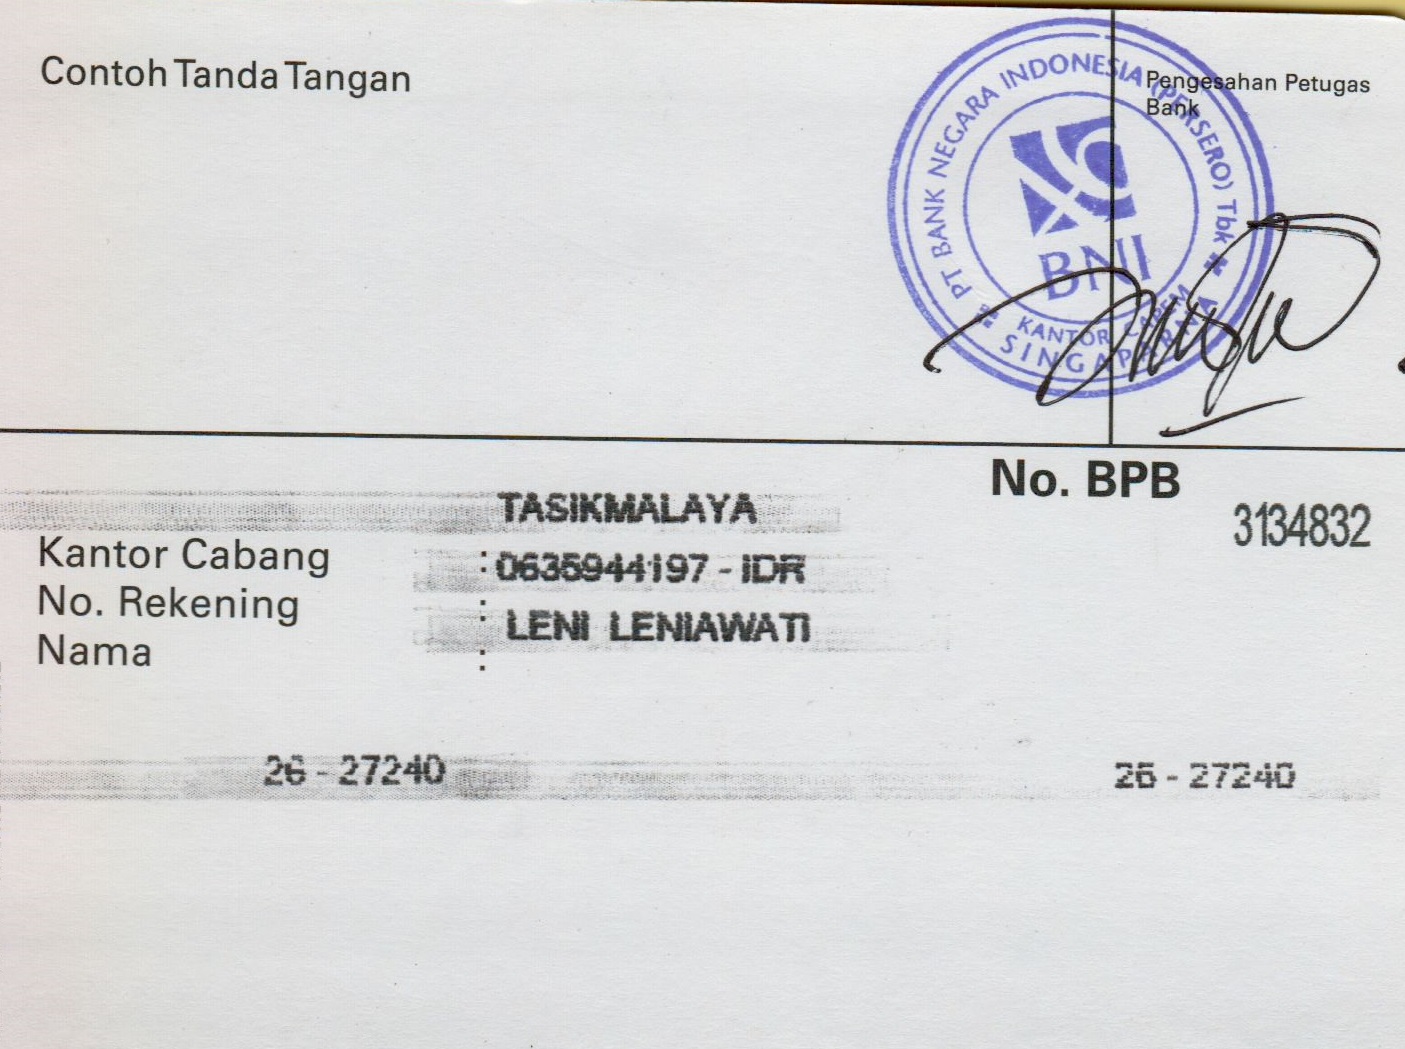 Contoh Tanda Tangan
Pengesahan Petugas
Bank
PT BANK NEGARA INDONESIA (PERSERO) Tbk
BNI
KANTOR CAPEM
SINGAPARNA
No. BPB
3134832
TASIKMALAYA
Kantor Cabang :
0635944197 - IDR
No. Rekening :
LENI LENIAWATI
Nama :
26 - 27240
26 - 27240